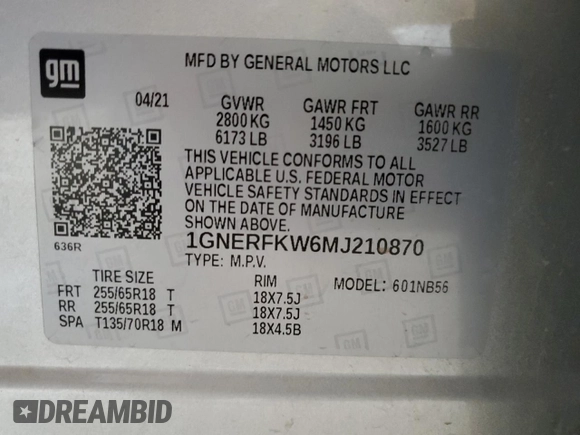 gm
MFD BY GENERAL MOTORS LLC
04/21 GVWR GAWR FRT GAWR RR
2800 KG 1450 KG 1600 KG
6173 LB 3196 LB 3527 LB
THIS VEHICLE CONFORMS TO ALL
APPLICABLE U.S. FEDERAL MOTOR
VEHICLE SAFETY STANDARDS IN EFFECT
ON THE DATE OF MANUFACTURE
SHOWN ABOVE.
636R
1GNERFKW6MJ210870
TYPE: M.P.V.
TIRE SIZE RIM MODEL: 601NB56
FRT 255/65R18 T 18X7.5J
RR 255/65R18 T 18X7.5J
SPA T135/70R18 M 18X4.5B
DREAMBID